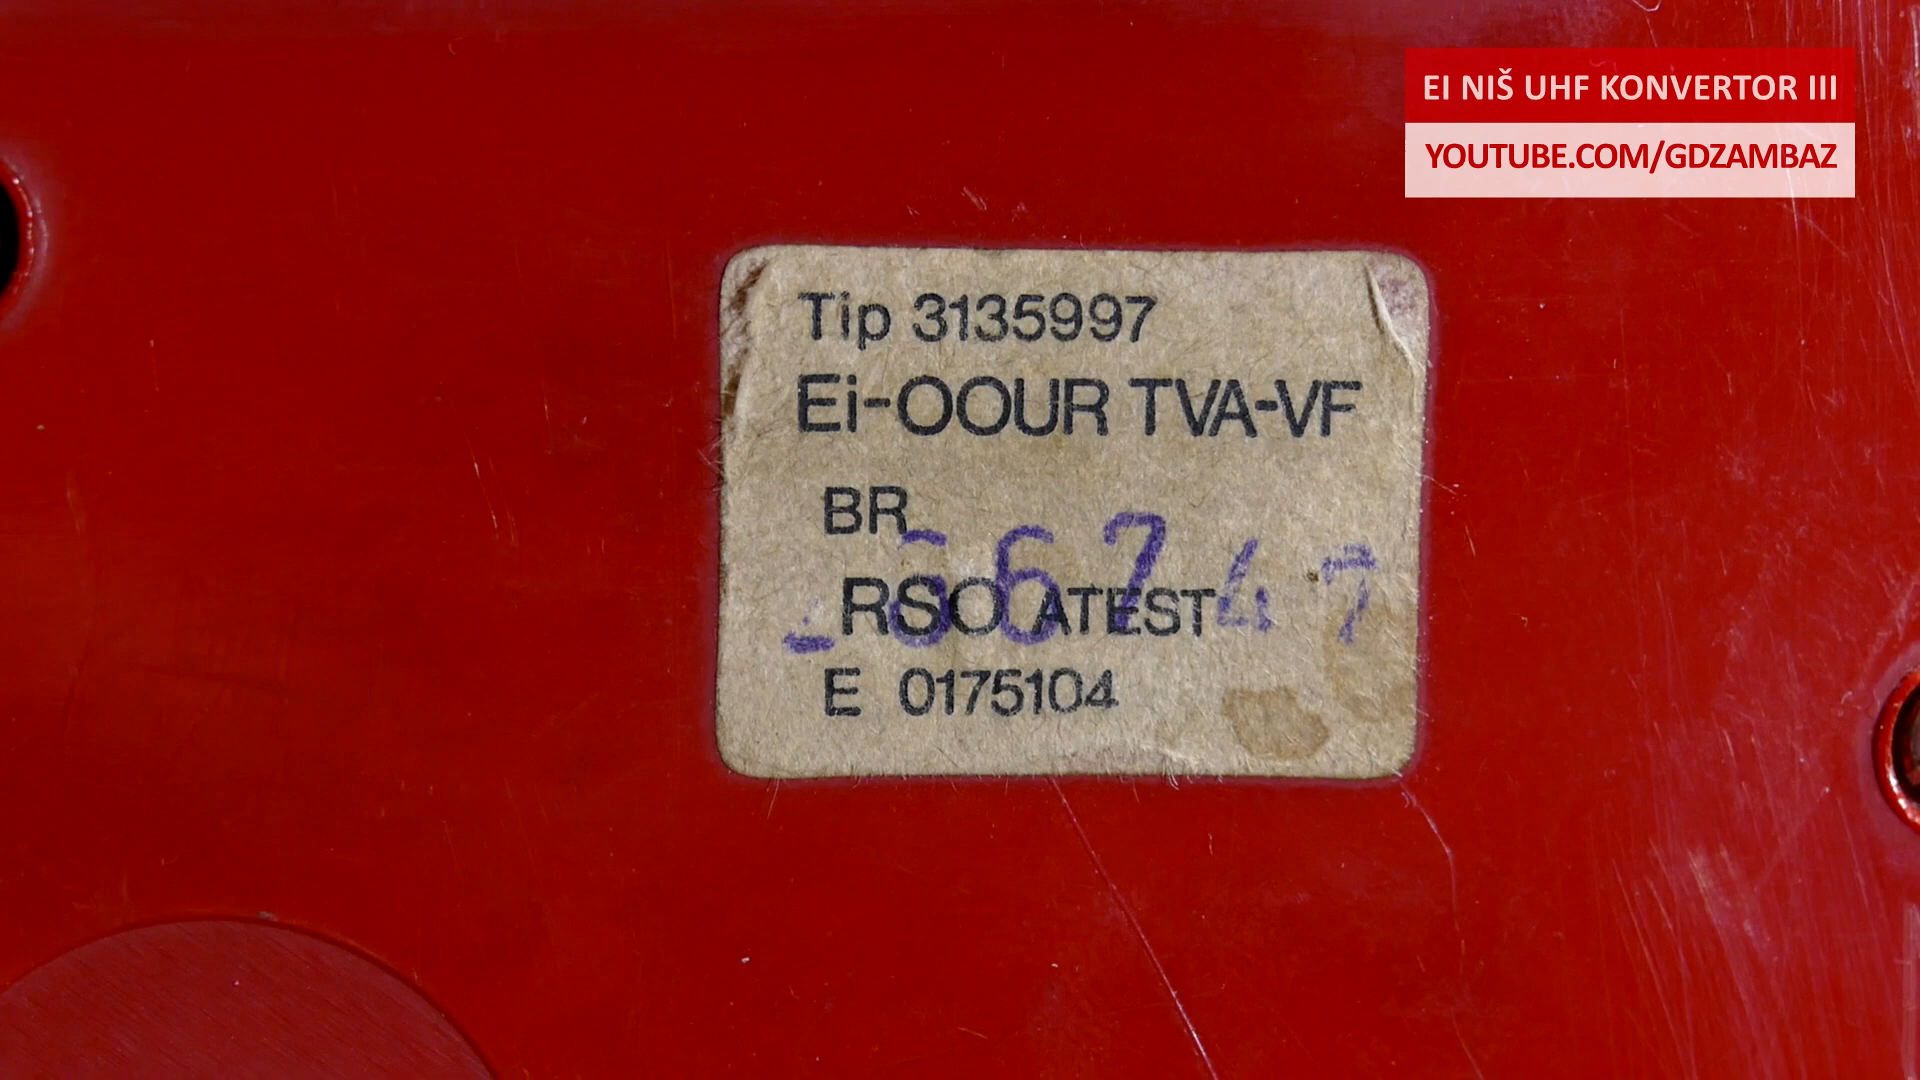 EI NIŠ UHF KONVERTOR III
YOUTUBE.COM/GDZAMBAZ
Tip 3135997
Ei-OOUR TVA-VF
BR
RSO ATEST
E 0175104